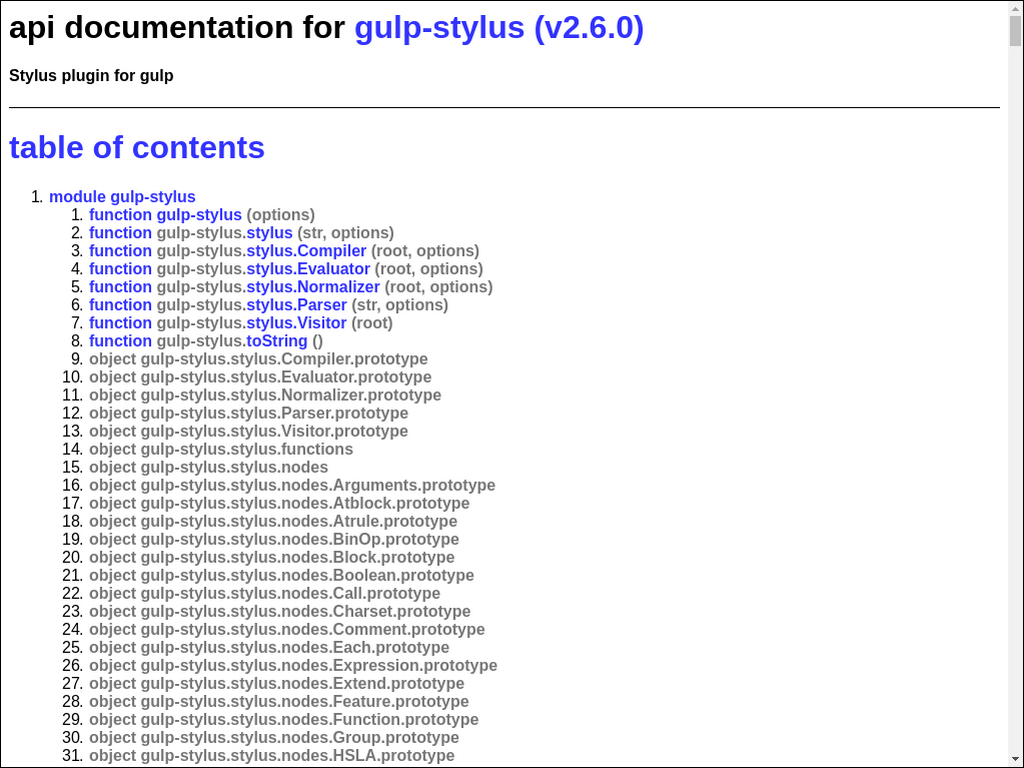 api documentation for gulp-stylus (v2.6.0)
Stylus plugin for gulp
table of contents
1. module gulp-stylus
1. function gulp-stylus (options)
2. function gulp-stylus.stylus (str, options)
3. function gulp-stylus.stylus.Compiler (root, options)
4. function gulp-stylus.stylus.Evaluator (root, options)
5. function gulp-stylus.stylus.Normalizer (root, options)
6. function gulp-stylus.stylus.Parser (str, options)
7. function gulp-stylus.stylus.Visitor (root)
8. function gulp-stylus.toString ()
9. object gulp-stylus.stylus.Compiler.prototype
10. object gulp-stylus.stylus.Evaluator.prototype
11. object gulp-stylus.stylus.Normalizer.prototype
12. object gulp-stylus.stylus.Parser.prototype
13. object gulp-stylus.stylus.Visitor.prototype
14. object gulp-stylus.stylus.functions
15. object gulp-stylus.stylus.nodes
16. object gulp-stylus.stylus.nodes.Arguments.prototype
17. object gulp-stylus.stylus.nodes.Atblock.prototype
18. object gulp-stylus.stylus.nodes.Atrule.prototype
19. object gulp-stylus.stylus.nodes.BinOp.prototype
20. object gulp-stylus.stylus.nodes.Block.prototype
21. object gulp-stylus.stylus.nodes.Boolean.prototype
22. object gulp-stylus.stylus.nodes.Call.prototype
23. object gulp-stylus.stylus.nodes.Charset.prototype
24. object gulp-stylus.stylus.nodes.Comment.prototype
25. object gulp-stylus.stylus.nodes.Each.prototype
26. object gulp-stylus.stylus.nodes.Expression.prototype
27. object gulp-stylus.stylus.nodes.Extend.prototype
28. object gulp-stylus.stylus.nodes.Feature.prototype
29. object gulp-stylus.stylus.nodes.Function.prototype
30. object gulp-stylus.stylus.nodes.Group.prototype
31. object gulp-stylus.stylus.nodes.HSLA.prototype